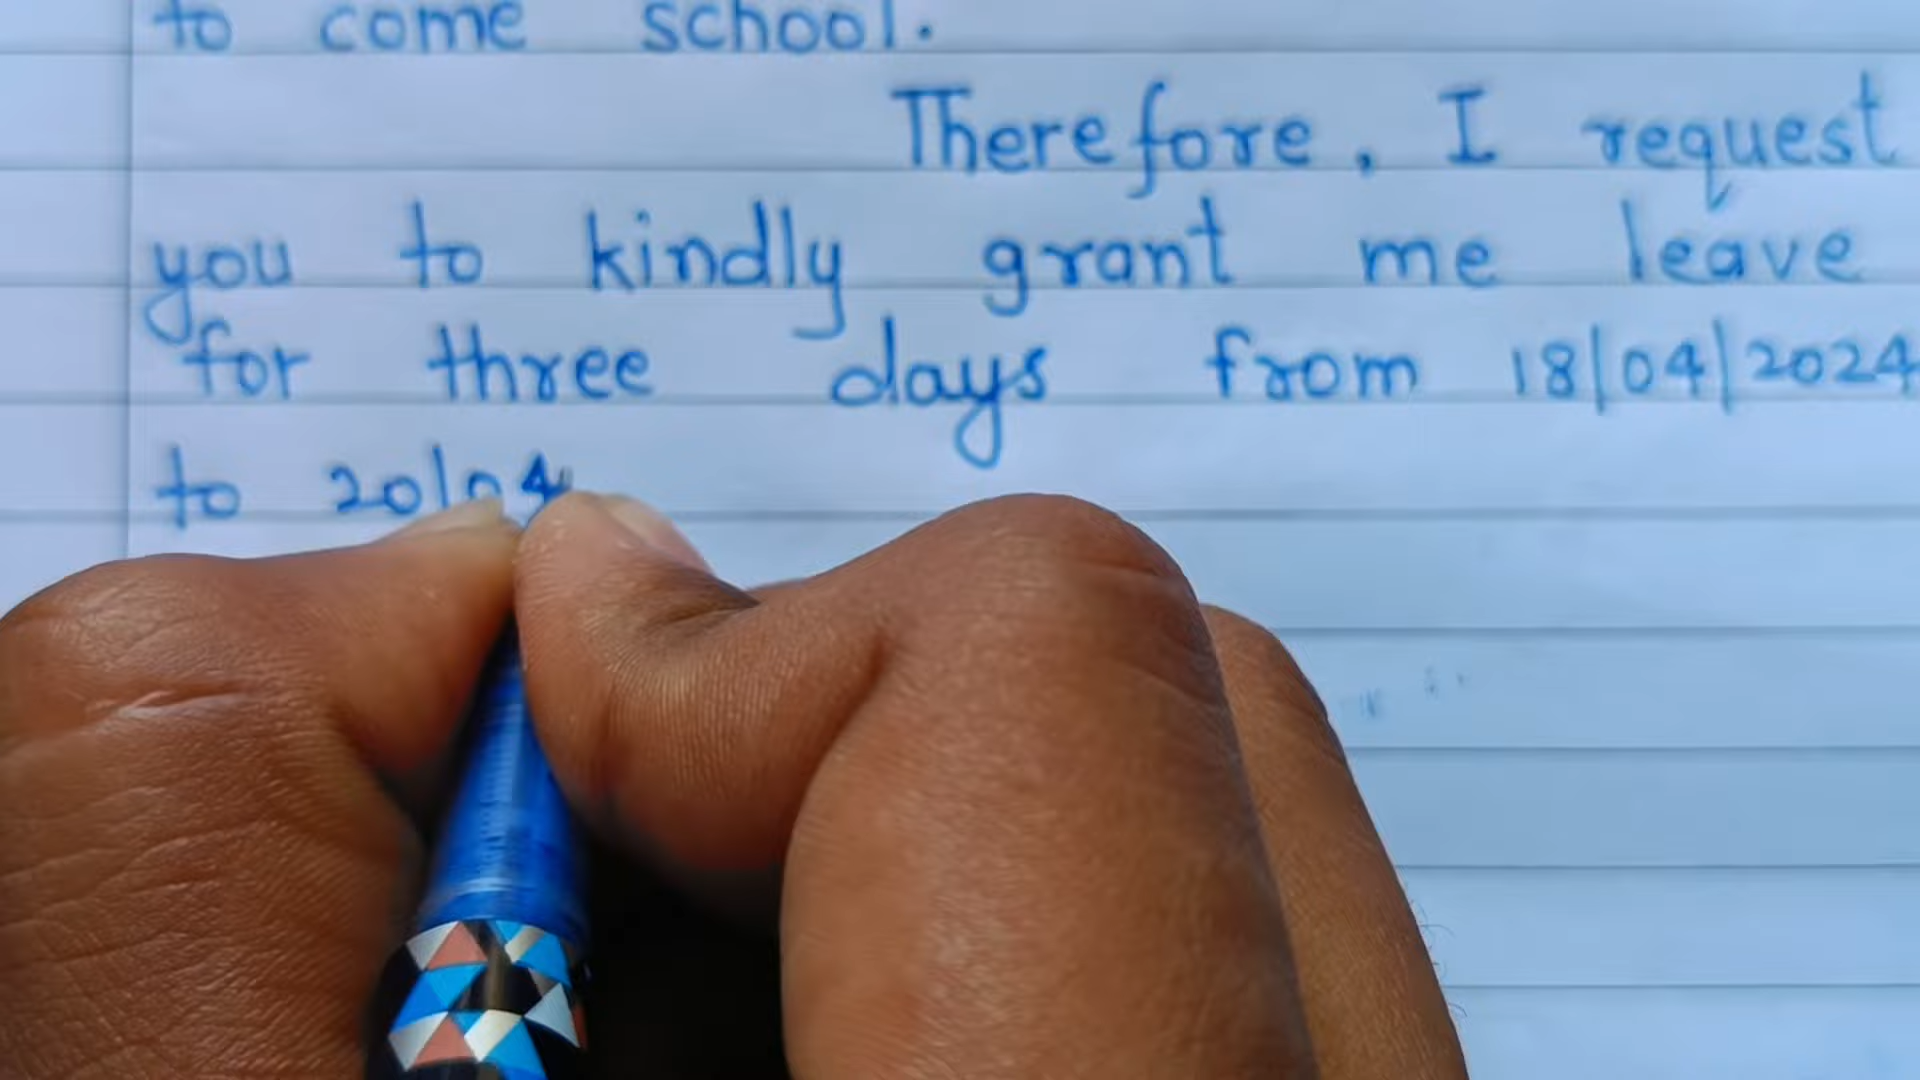 to come school.
Therefore, I request
you to kindly grant me leave
for three days from 18/04/2024
to 20/04